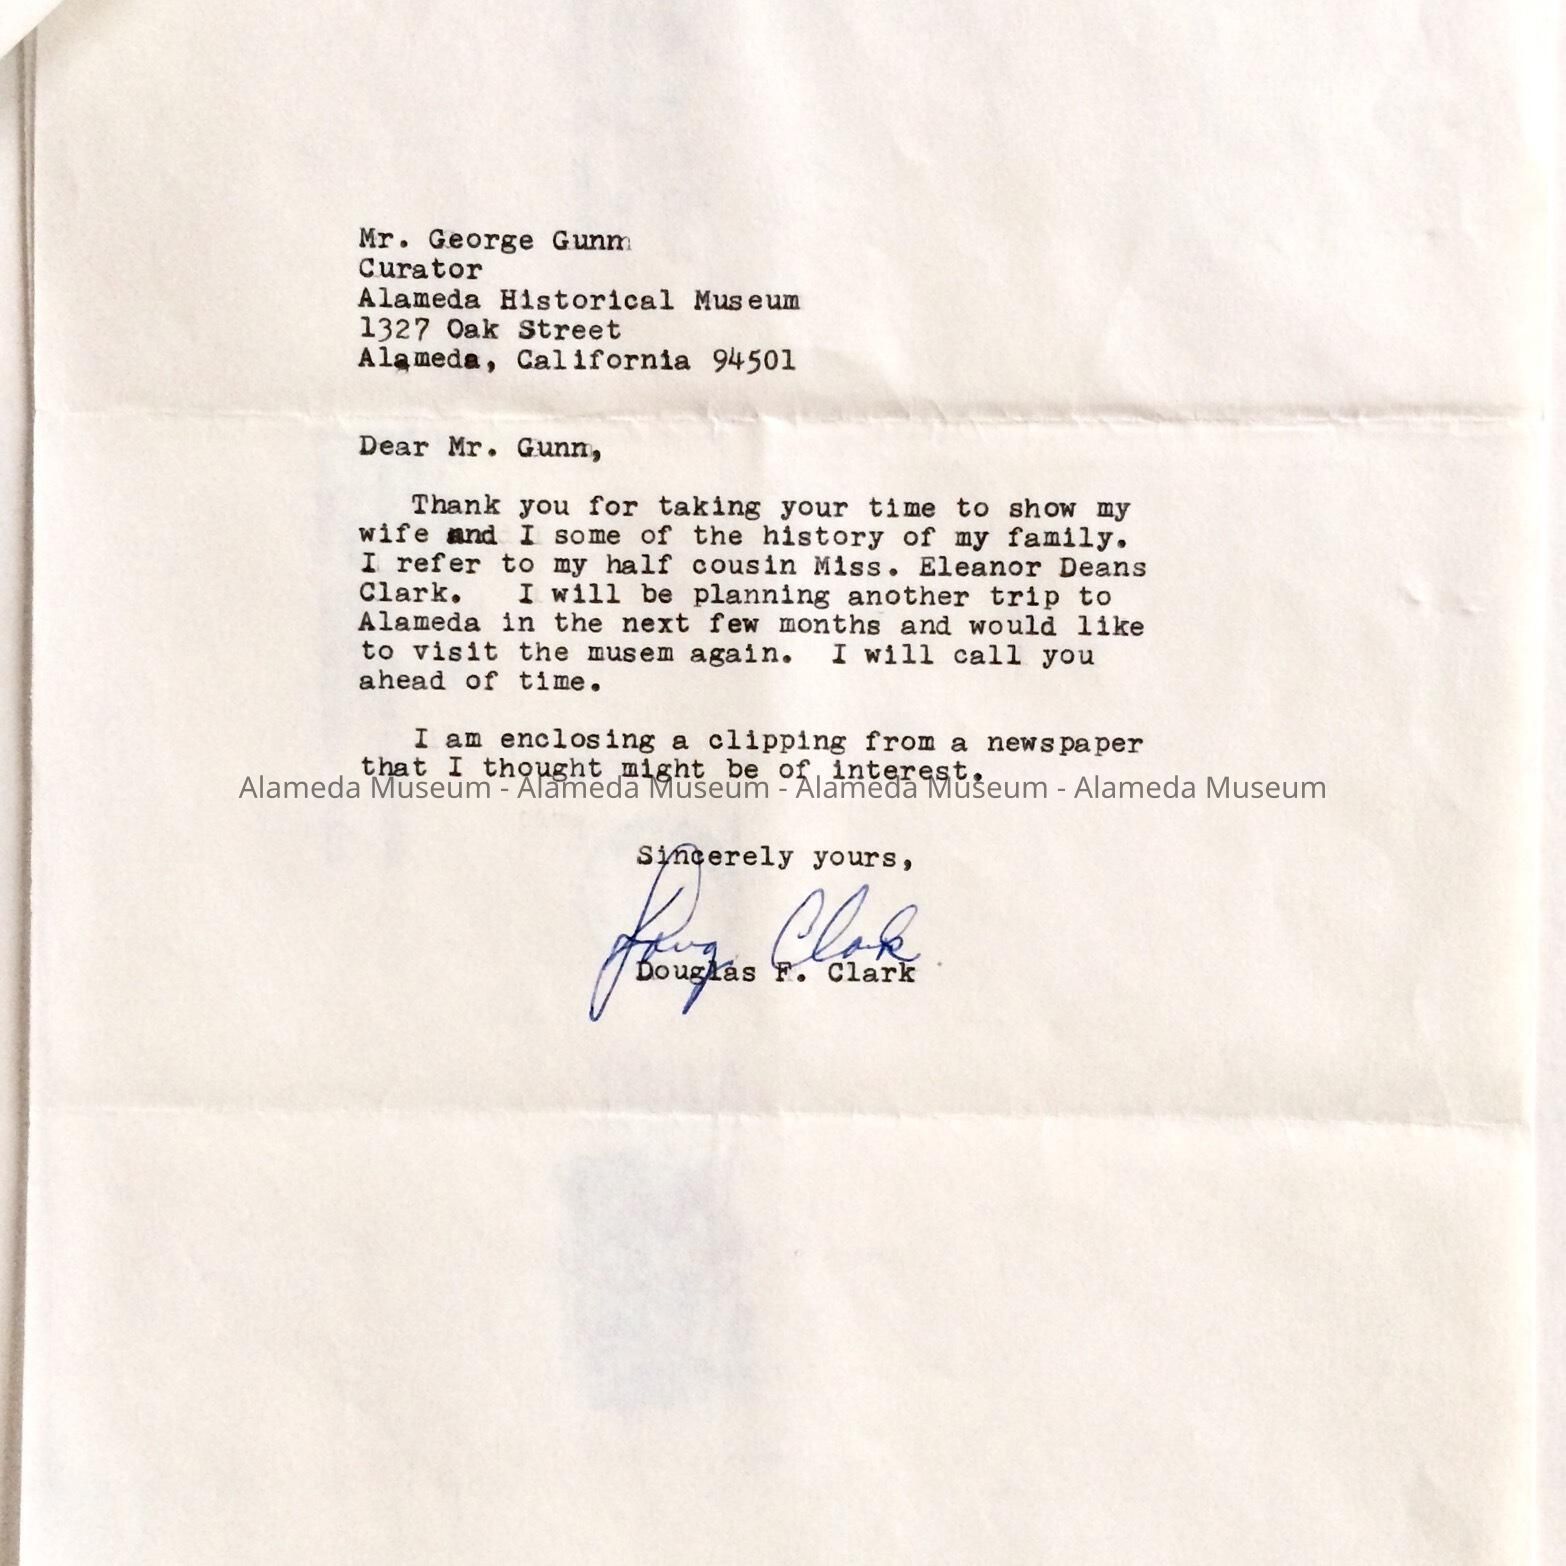 Mr. George Gunn
Curator
Alameda Historical Museum
1327 Oak Street
Alameda, California 94501
Dear Mr. Gunn,
Thank you for taking your time to show my
wife and I some of the history of my family.
I refer to my half cousin Miss. Eleanor Deans
Clark. I will be planning another trip to
Alameda in the next few months and would like
to visit the musem again. I will call you
ahead of time.
I am enclosing a clipping from a newspaper
that I thought might be of interest.
Alameda Museum - Alameda Museum - Alameda Museum - Alameda Museum
Sincerely yours,
Doug Clark
Douglas F. Clark